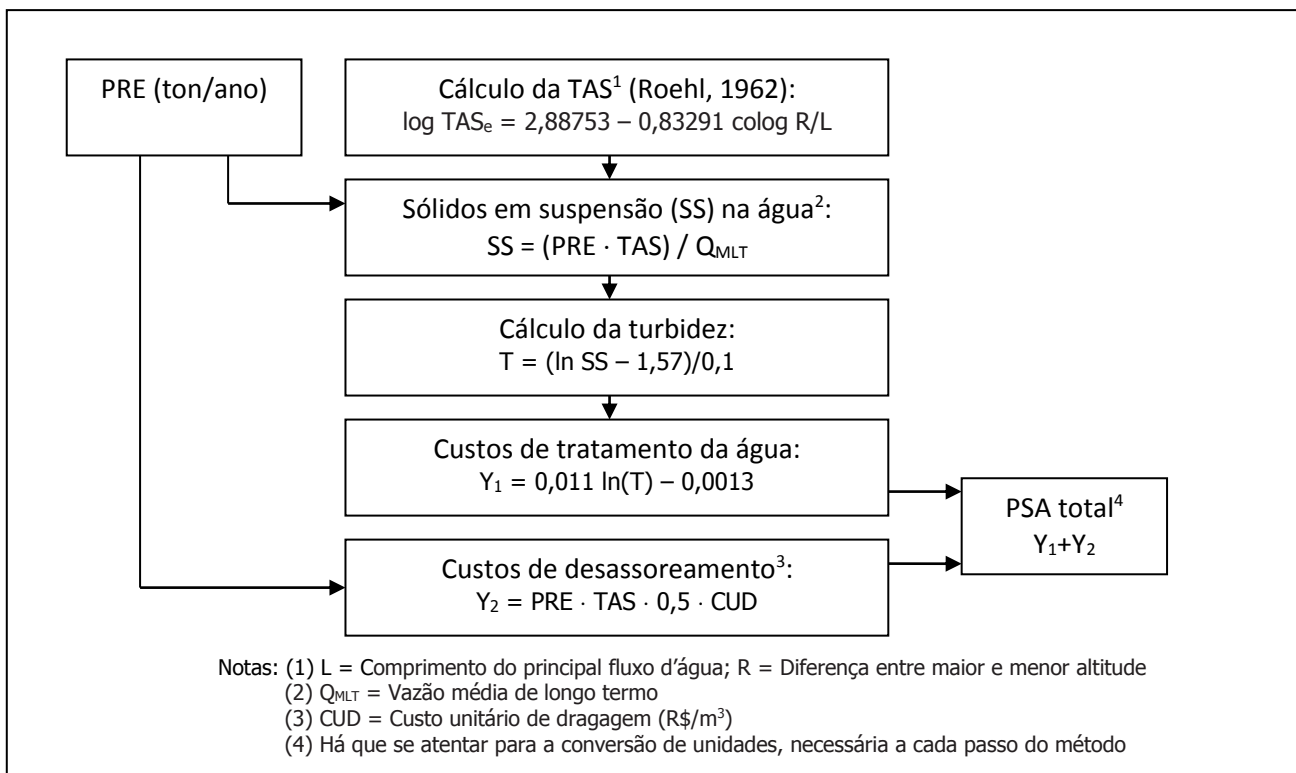 PRE (ton/ano)
Cálculo da TAS¹ (Roehl, 1962):
log TASₑ = 2,88753 – 0,83291 colog R/L
Sólidos em suspensão (SS) na água²:
SS = (PRE · TAS) / Q_MLT
Cálculo da turbidez:
T = (ln SS – 1,57)/0,1
Custos de tratamento da água:
Y₁ = 0,011 ln(T) – 0,0013
PSA total⁴
Y₁+Y₂
Custos de desassoreamento³:
Y₂ = PRE · TAS · 0,5 · CUD
Notas: (1) L = Comprimento do principal fluxo d’água; R = Diferença entre maior e menor altitude
(2) Q_MLT = Vazão média de longo termo
(3) CUD = Custo unitário de dragagem (R$/m³)
(4) Há que se atentar para a conversão de unidades, necessária a cada passo do método